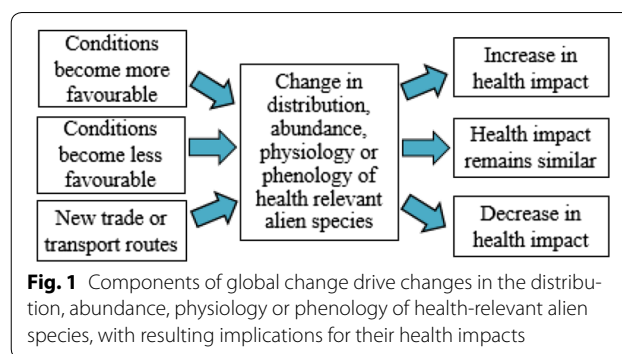 Conditions
become more
favourable
Conditions
become less
favourable
New trade or
transport routes
Change in
distribution,
abundance,
physiology or
phenology of
health relevant
alien species
Increase in
health impact
Health impact
remains similar
Decrease in
health impact
Fig. 1 Components of global change drive changes in the distribu-
tion, abundance, physiology or phenology of health-relevant alien
species, with resulting implications for their health impacts